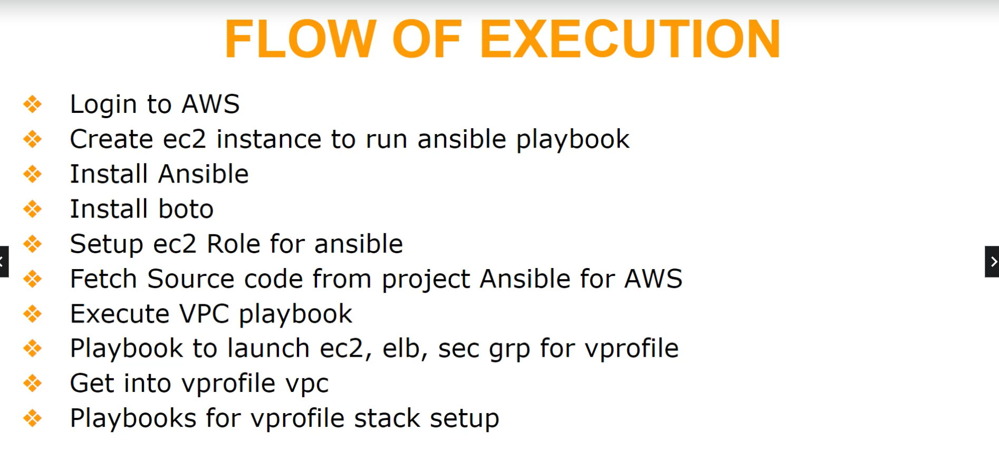 FLOW OF EXECUTION
Login to AWS
Create ec2 instance to run ansible playbook
Install Ansible
Install boto
Setup ec2 Role for ansible
Fetch Source code from project Ansible for AWS
Execute VPC playbook
Playbook to launch ec2, elb, sec grp for vprofile
Get into vprofile vpc
Playbooks for vprofile stack setup